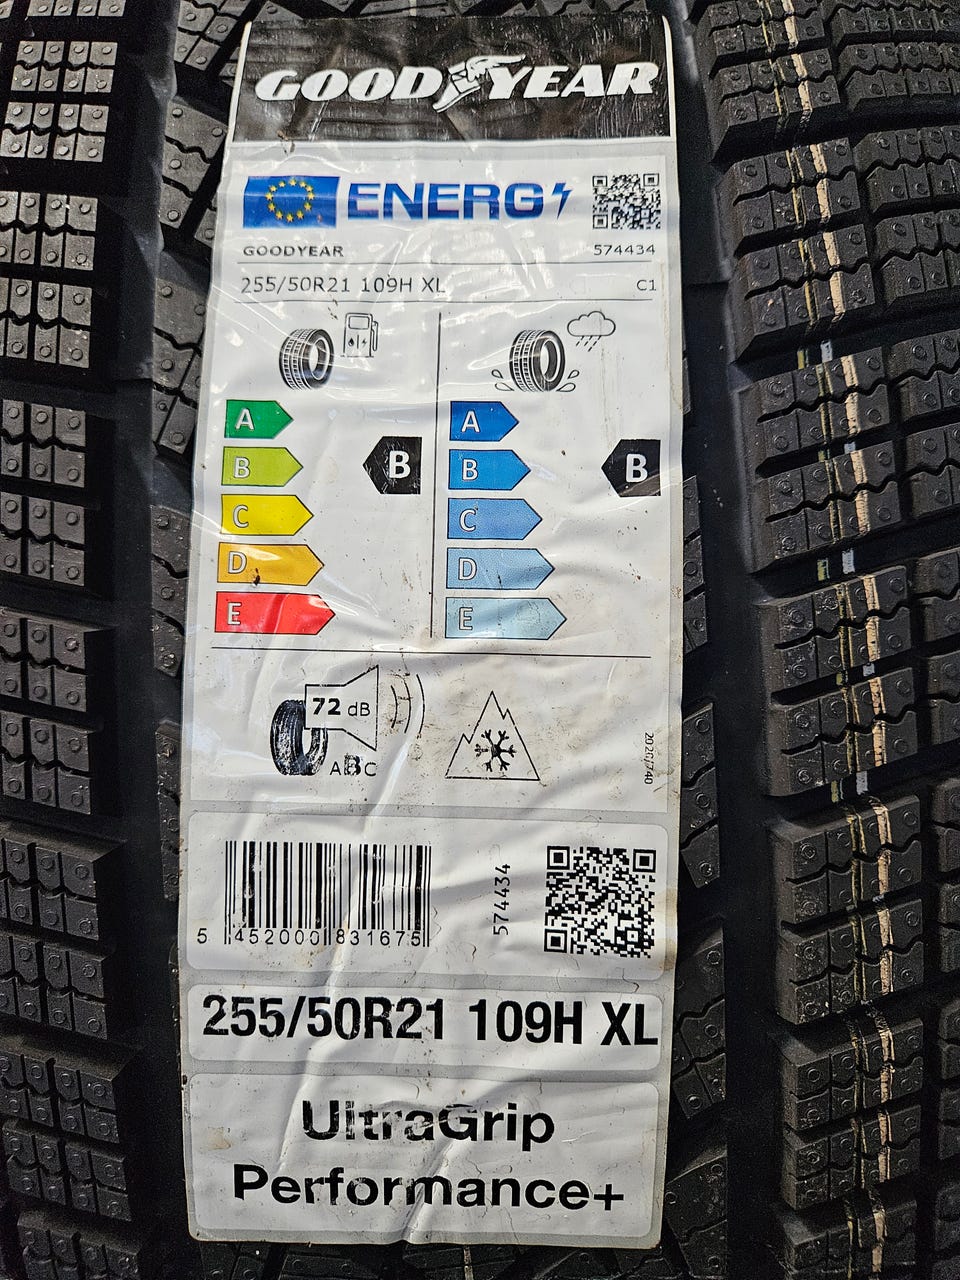 GOODYEAR
ENERG
GOODYEAR 574434
255/50R21 109H XL C1
A A
B B B B
C C
D D
E E
72 dB
ABC
2020/740
574434
5 452000 831675
255/50R21 109H XL
UltraGrip
Performance+